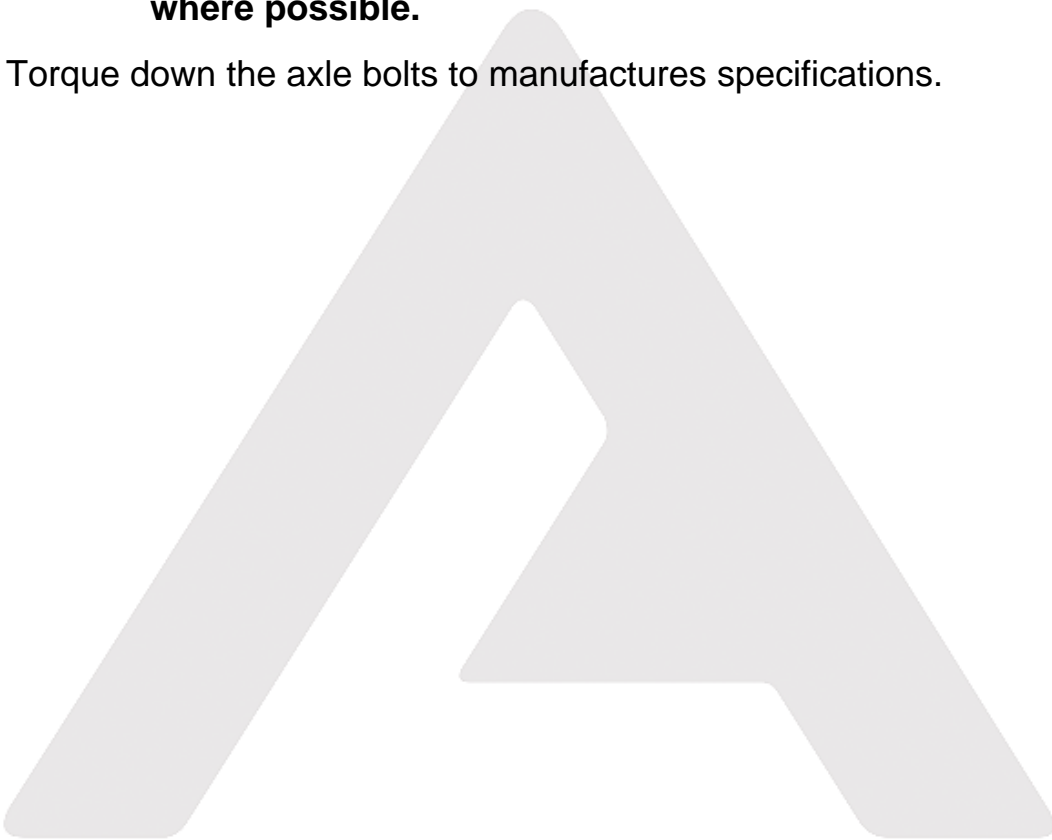 where possible.
Torque down the axle bolts to manufactures specifications.